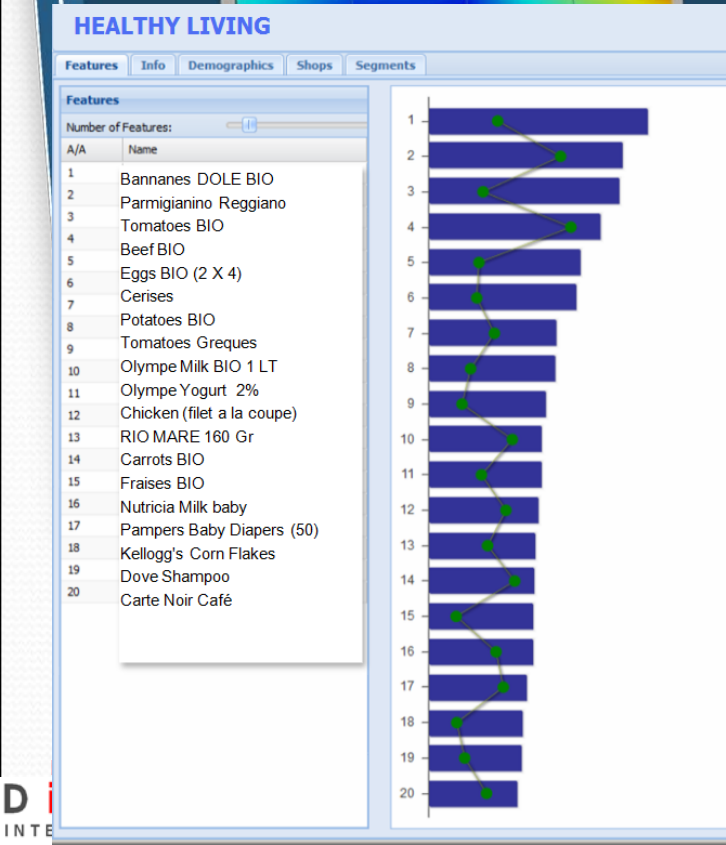 HEALTHY LIVING
Features Info Demographics Shops Segments
Features
Number of Features:
A/A Name
1
2
3
4
5
6
7
8
9
10
11
12
13
14
15
16
17
18
19
20
Bannanes DOLE BIO
Parmigianino Reggiano
Tomatoes BIO
Beef BIO
Eggs BIO (2 X 4)
Cerises
Potatoes BIO
Tomatoes Greques
Olympe Milk BIO 1 LT
Olympe Yogurt 2%
Chicken (filet a la coupe)
RIO MARE 160 Gr
Carrots BIO
Fraises BIO
Nutricia Milk baby
Pampers Baby Diapers (50)
Kellogg's Corn Flakes
Dove Shampoo
Carte Noir Café
1
2
3
4
5
6
7
8
9
10
11
12
13
14
15
16
17
18
19
20
D
INTE